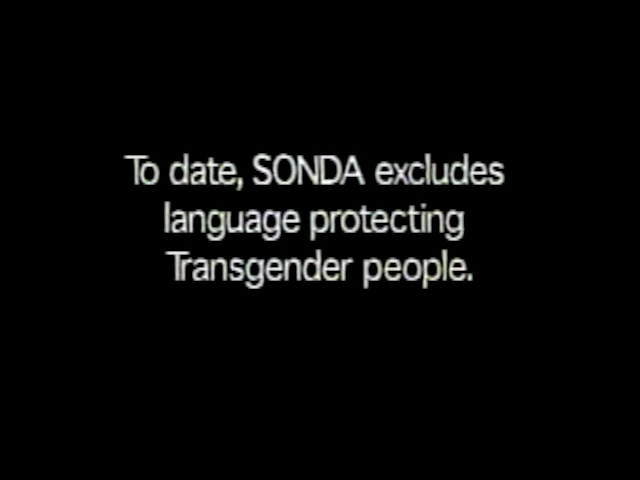 To date, SONDA excludes
language protecting
Transgender people.